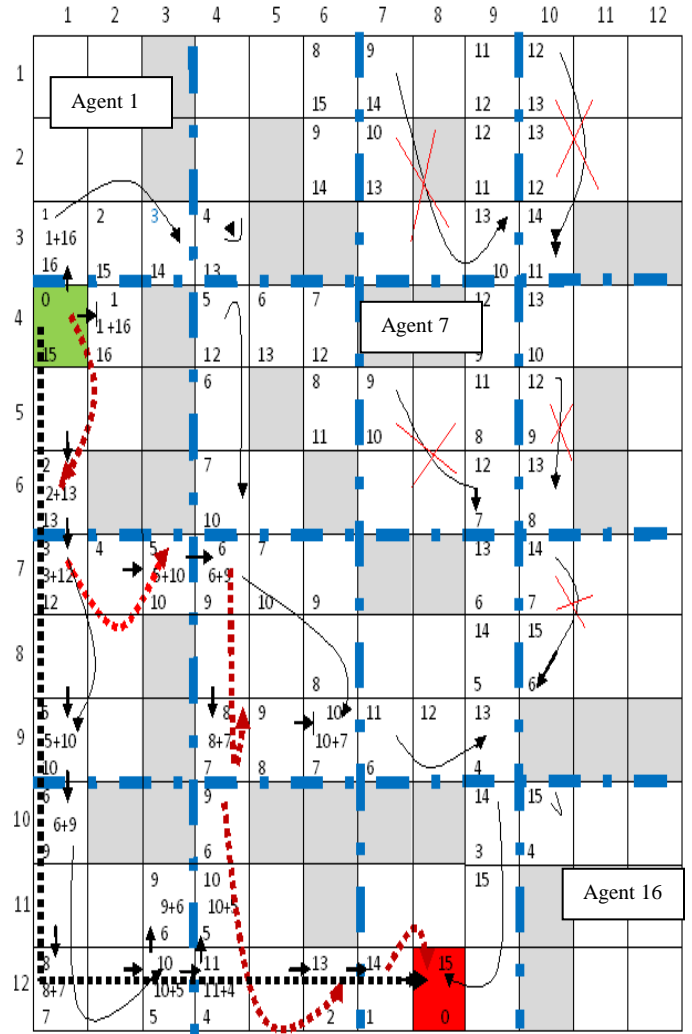 1 2 3 4 5 6 7 8 9 10 11 12
8 9 11 12
1
Agent 1
15 14 12 13
9 10 12 13
2
14 13 11 12
1 2 3 4 13 14
3 1+16
16 15 14 13 10 11
0 1 5 6 7 12 13
4 1+16 Agent 7
15 16 12 13 12 9 10
6 8 9 11 12
5
11 10 8 9
2 7 12 13
6 2+13
13 10 7 8
3 4 5 6 7 13 14
7 3+12 6+10 6+9
12 10 9 10 9 6 7
14 15
8
8 5 6
5 8 9 10 11 12 13
9 5+10 8+7 10+7
10 7 8 7 6 4
6 9 14 15
10 6+9
9 6 3 4
9 10 15
11 9+6 10+5 Agent 16
6 5
8 10 11 13 14 15
12 8+7 10+5 11+4
7 5 4 2 1 0